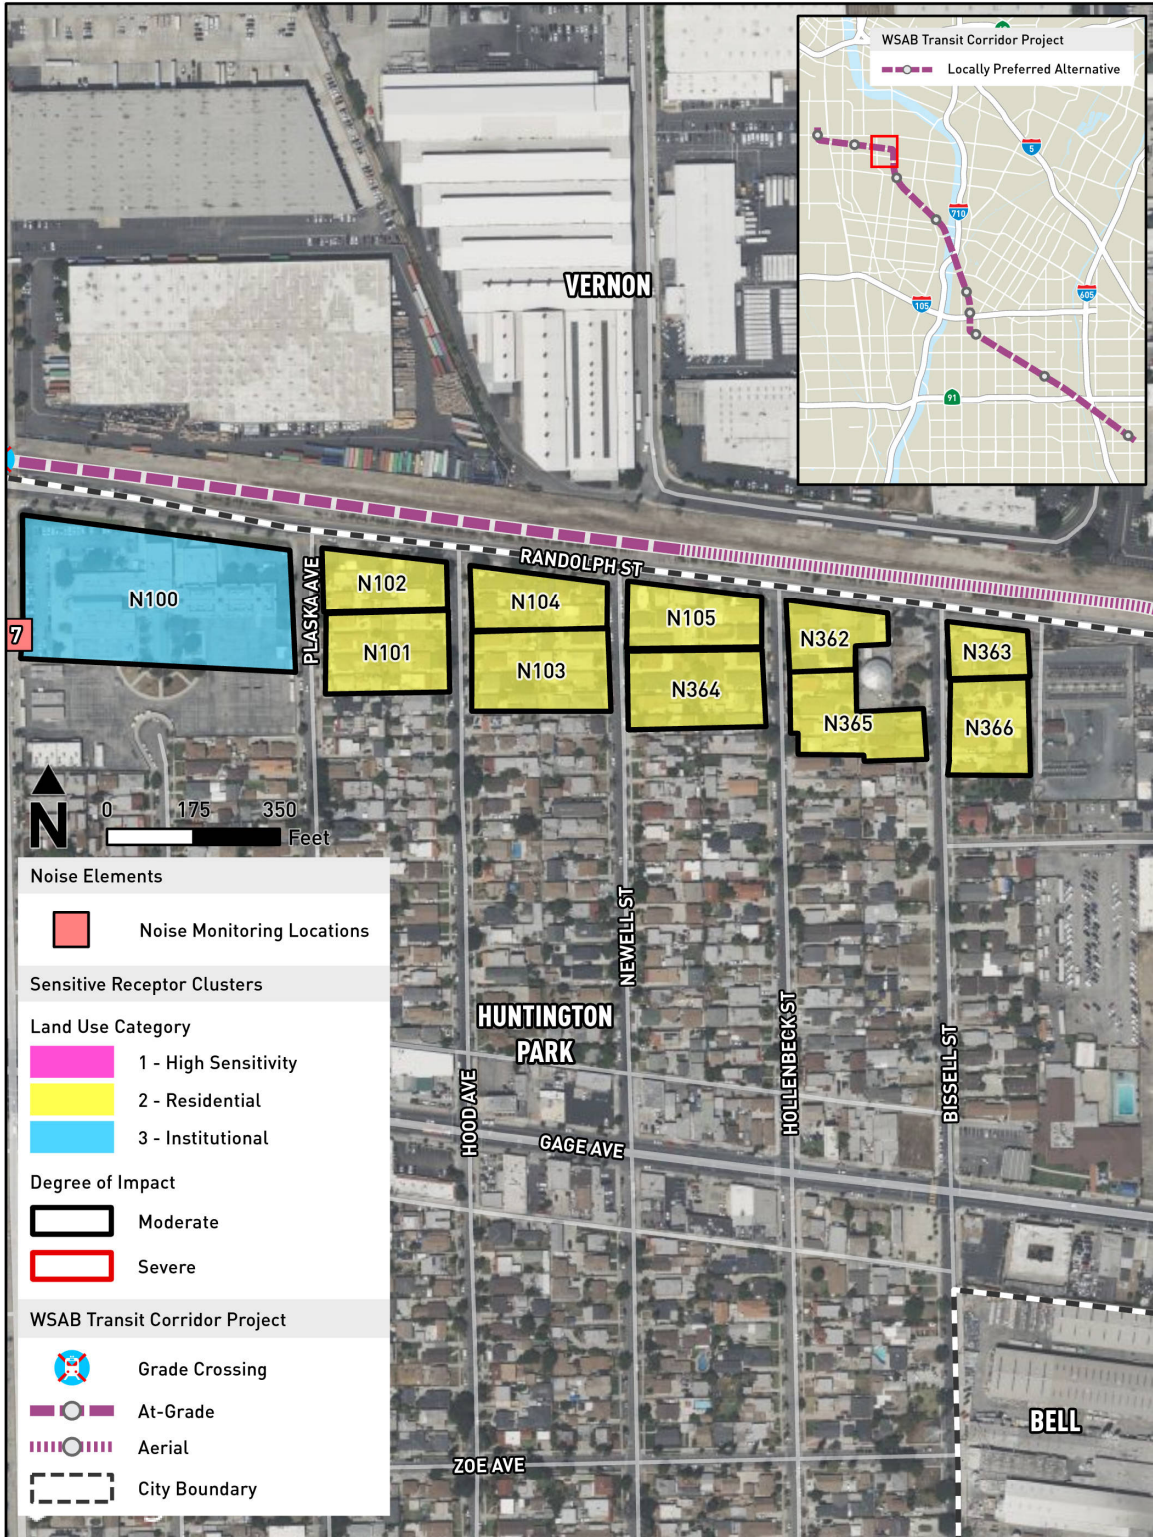 WSAB Transit Corridor Project
Locally Preferred Alternative
5
710
105
605
91
VERNON
RANDOLPH ST
N100
PLASKA AVE
N102
N101
N104
N103
N105
N364
N362
N365
N363
N366
7
N
0 175 350
Feet
NEWELL ST
HUNTINGTON
PARK
HOOD AVE
HOLLENBECK ST
BISSELL ST
GAGE AVE
ZOE AVE
BELL
Noise Elements
Noise Monitoring Locations
Sensitive Receptor Clusters
Land Use Category
1 - High Sensitivity
2 - Residential
3 - Institutional
Degree of Impact
Moderate
Severe
WSAB Transit Corridor Project
Grade Crossing
At-Grade
Aerial
City Boundary